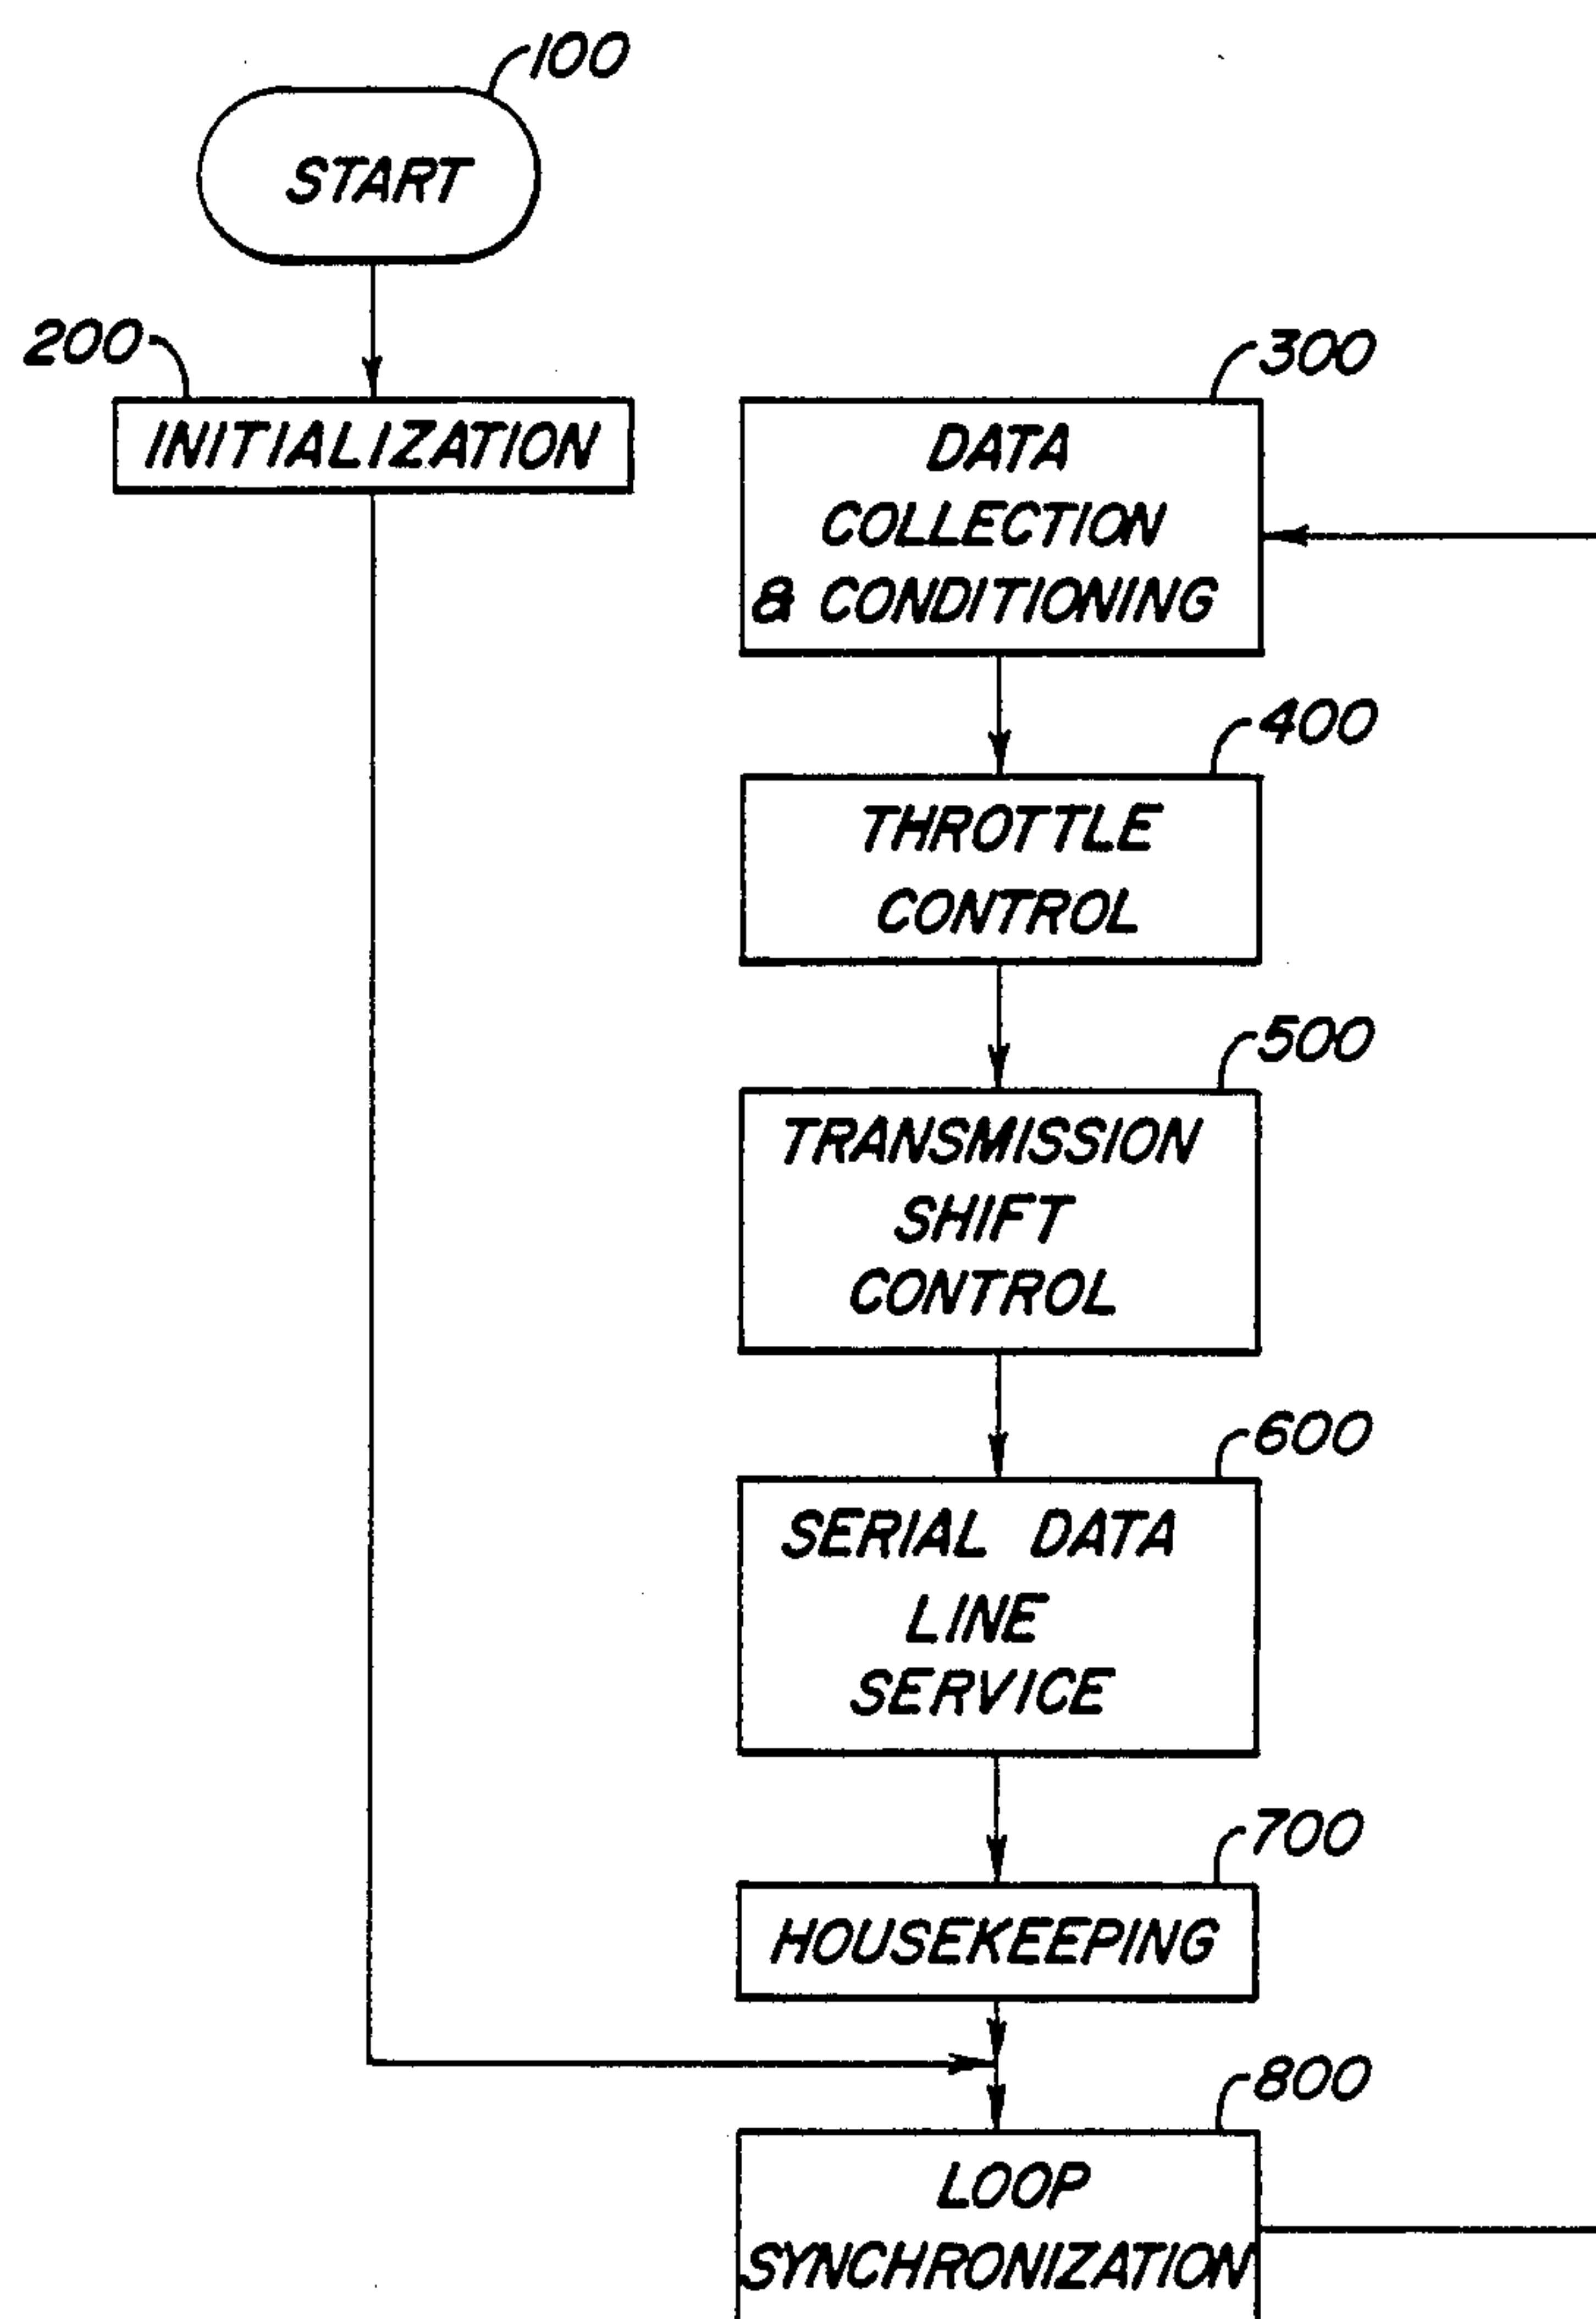 100
START
200
INITIALIZATION
300
DATA
COLLECTION
& CONDITIONING
400
THROTTLE
CONTROL
500
TRANSMISSION
SHIFT
CONTROL
600
SERIAL DATA
LINE
SERVICE
700
HOUSEKEEPING
800
LOOP
SYNCHRONIZATION